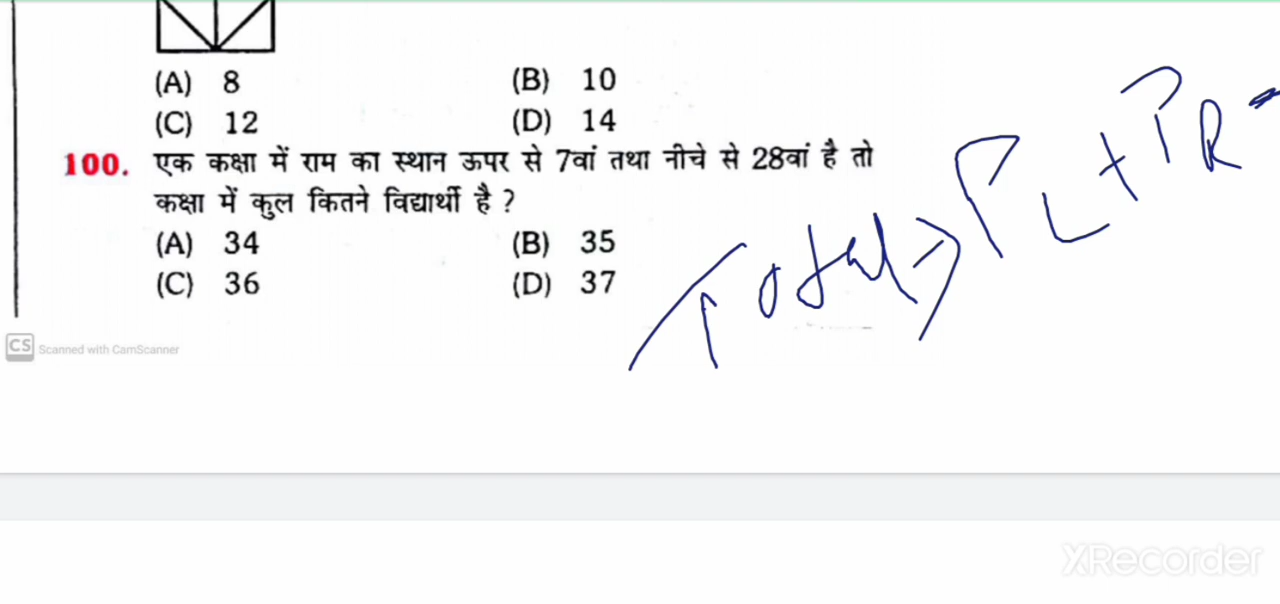 (A) 8 (B) 10
(C) 12 (D) 14
100. एक कक्षा में राम का स्थान ऊपर से 7वां तथा नीचे से 28वां है तो
कक्षा में कुल कितने विद्यार्थी है ?
(A) 34 (B) 35
(C) 36 (D) 37
Total → PL + PR -
CS Scanned with CamScanner
XRecorder